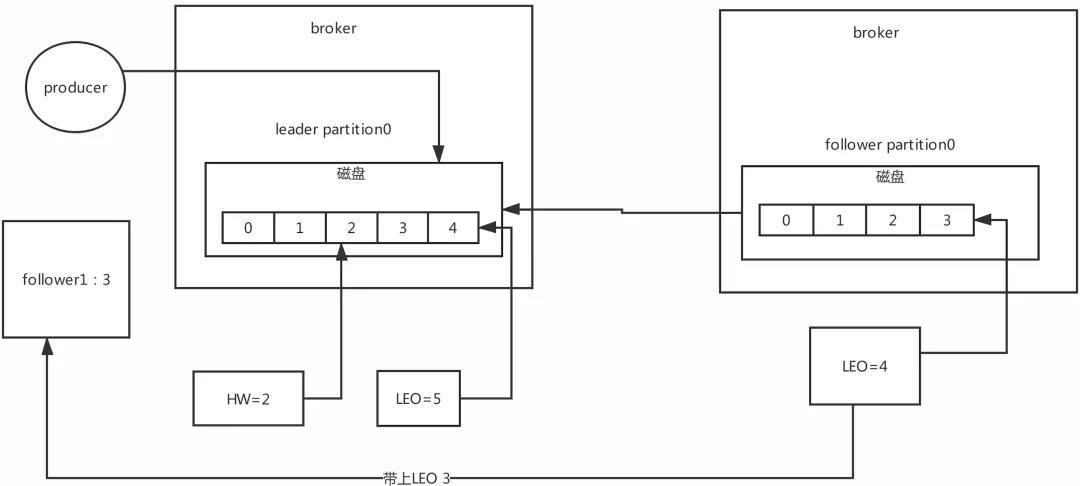 broker
broker
producer
leader partition0
follower partition0
磁盘
磁盘
0 1 2 3 4
0 1 2 3
follower1 : 3
HW=2
LEO=5
LEO=4
带上LEO 3